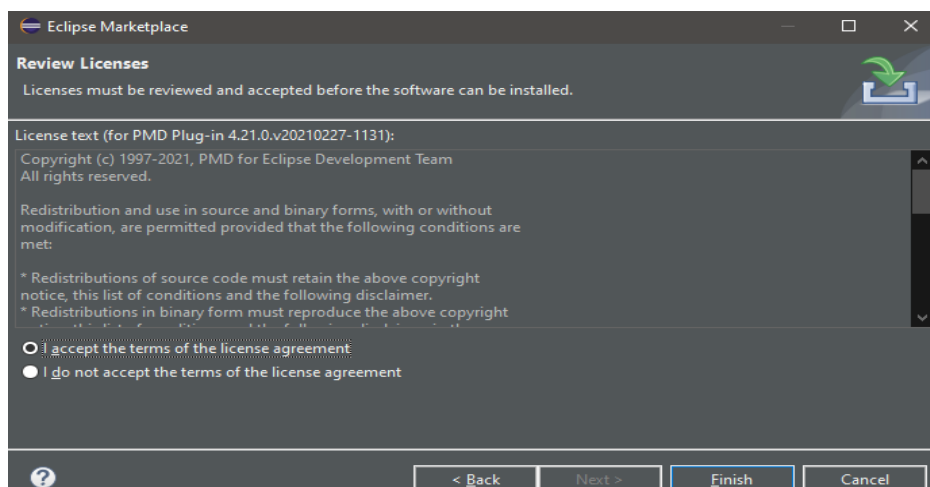 Eclipse Marketplace
Review Licenses
Licenses must be reviewed and accepted before the software can be installed.
License text (for PMD Plug-in 4.21.0.v20210227-1131):
Copyright (c) 1997-2021, PMD for Eclipse Development Team
All rights reserved.
Redistribution and use in source and binary forms, with or without
modification, are permitted provided that the following conditions are
met:
* Redistributions of source code must retain the above copyright
notice, this list of conditions and the following disclaimer.
* Redistributions in binary form must reproduce the above copyright
I accept the terms of the license agreement
I do not accept the terms of the license agreement
? < Back Next > Finish Cancel